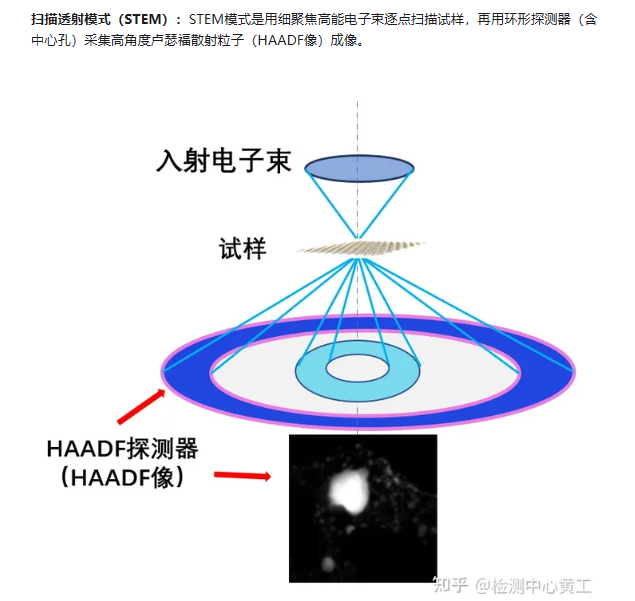 扫描透射模式（STEM）：STEM模式是用细聚焦高能电子束逐点扫描试样，再用环形探测器（含
中心孔）采集高角度卢瑟福散射粒子（HAADF像）成像。
入射电子束
试样
HAADF探测器
（HAADF像）
知乎 @检测中心黄工